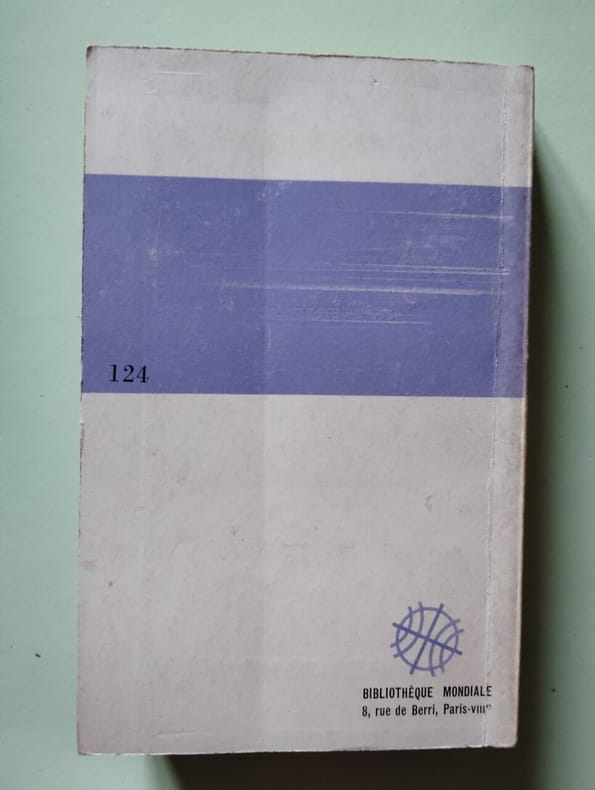 124
BIBLIOTHÈQUE MONDIALE
8, rue de Berri, Paris-VIIIᵉ